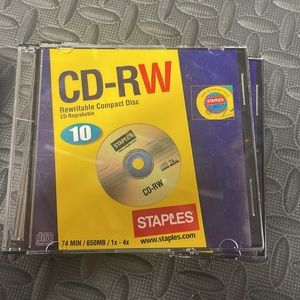 CD-RW
Rewritable Compact Disc
CD Regrabable
STAPLES
10
STAPLES
CD-RW
STAPLES
74 MIN / 650MB / 1x - 4x
www.staples.com